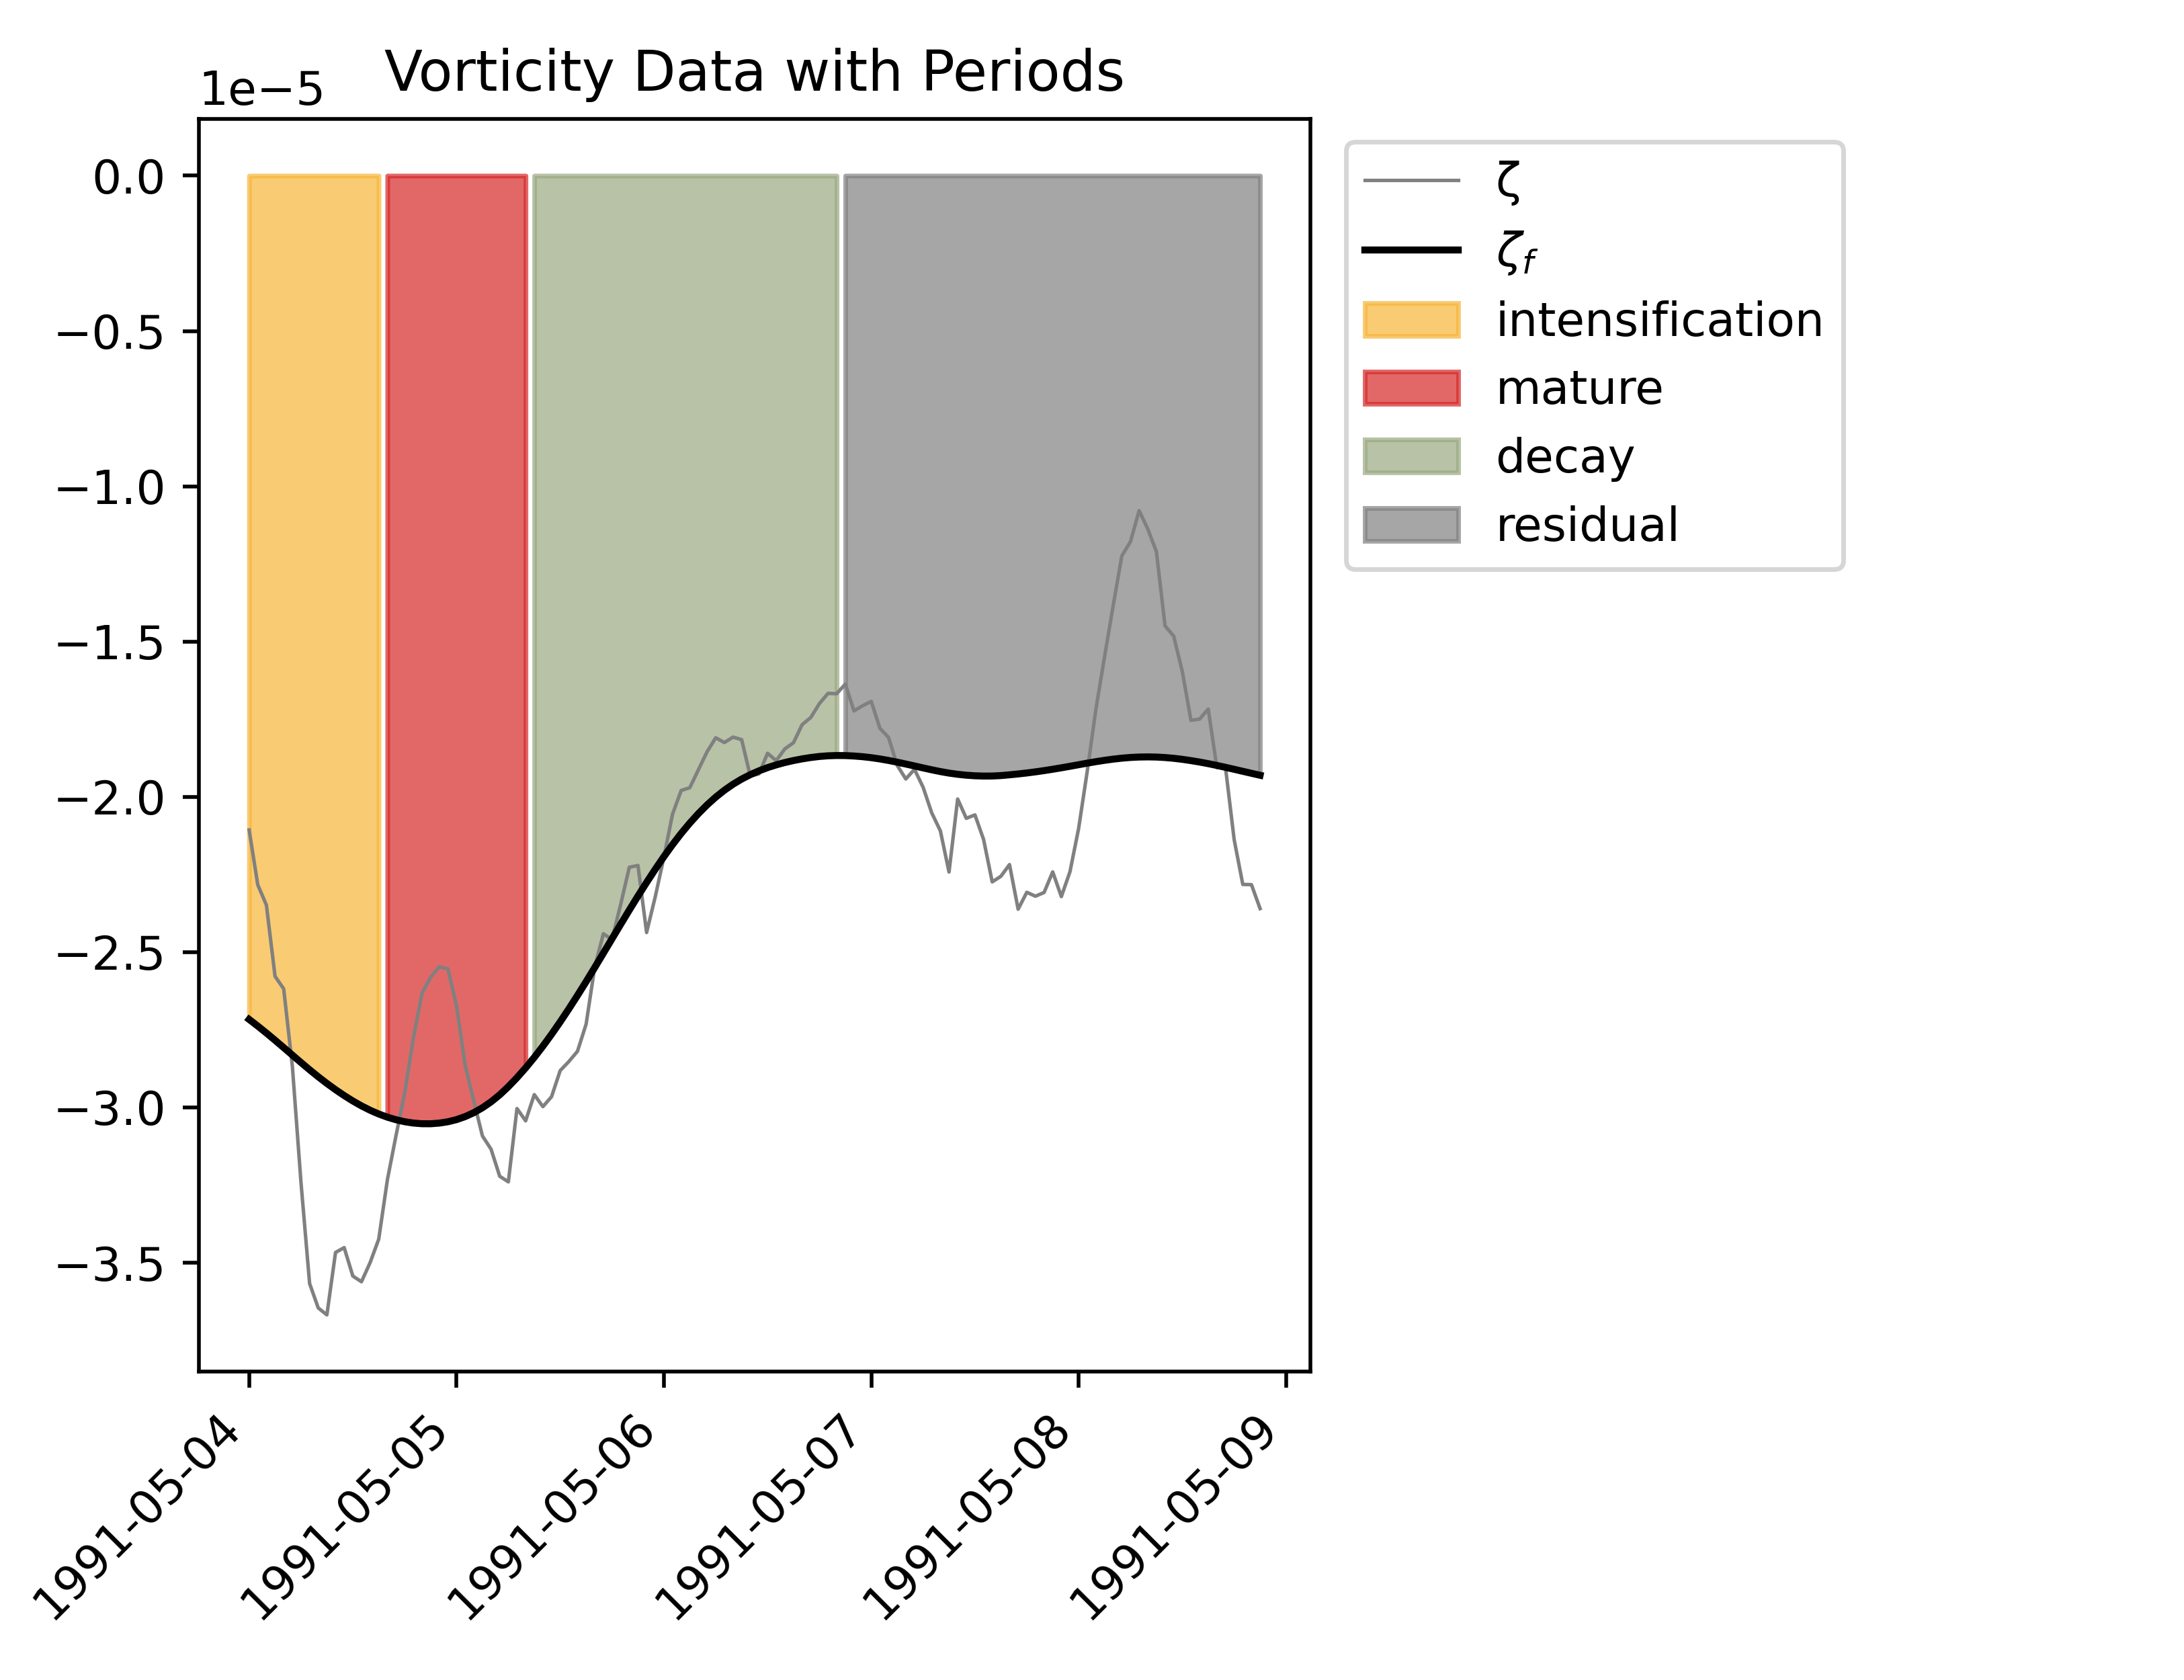 Vorticity Data with Periods
1e−5
0.0
−0.5
−1.0
−1.5
−2.0
−2.5
−3.0
−3.5
1991-05-04
1991-05-05
1991-05-06
1991-05-07
1991-05-08
1991-05-09
ζ
ζf
intensification
mature
decay
residual